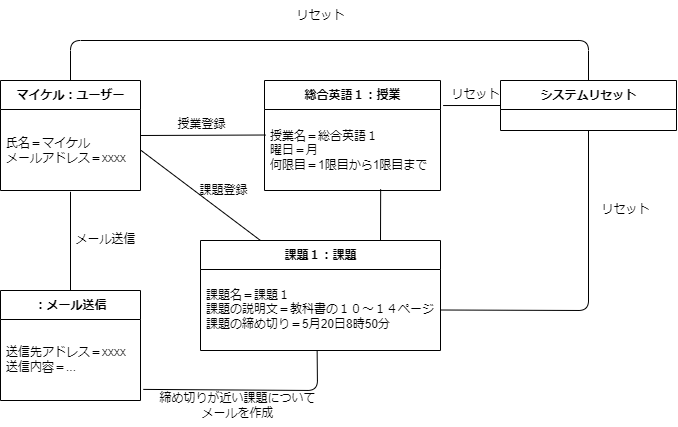 リセット
マイケル：ユーザー
氏名＝マイケル
メールアドレス＝xxxx
授業登録
総合英語１：授業
授業名＝総合英語１
曜日＝月
何限目＝1限目から1限目まで
リセット
システムリセット
課題登録
リセット
メール送信
課題１：課題
課題名＝課題１
課題の説明文＝教科書の１０～１４ページ
課題の締め切り＝5月20日8時50分
：メール送信
送信先アドレス＝xxxx
送信内容＝...
締め切りが近い課題について
メールを作成